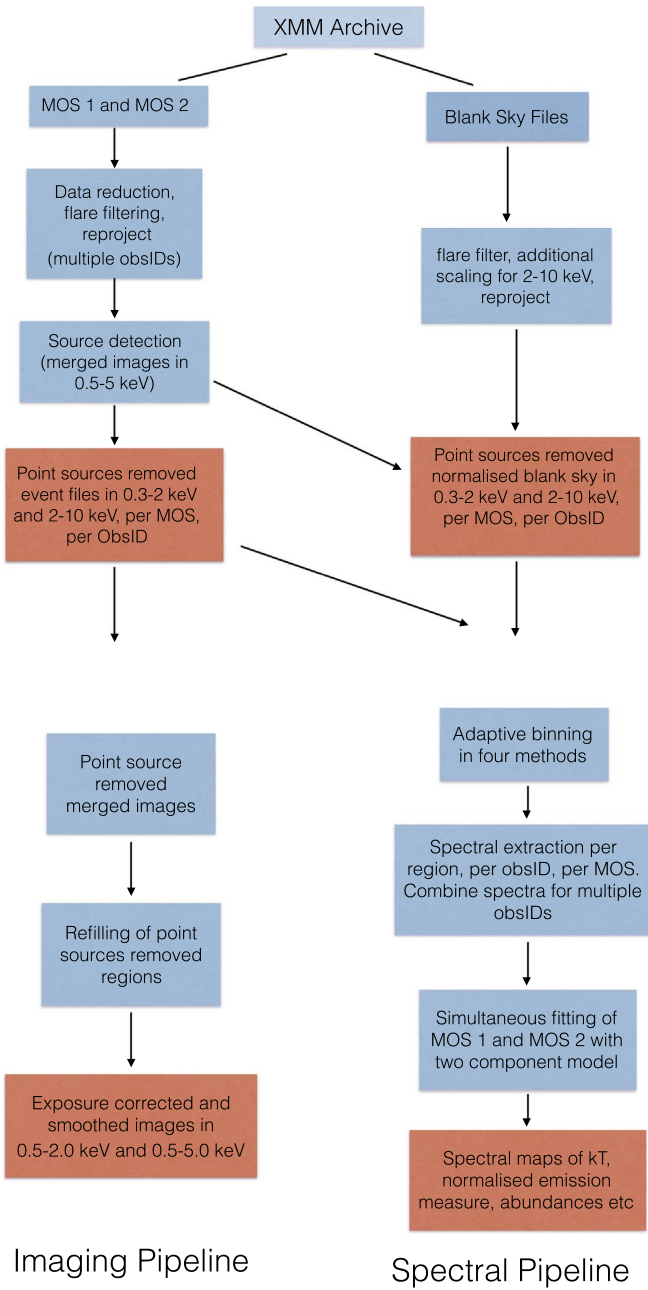 XMM Archive
MOS 1 and MOS 2
Data reduction,
flare filtering,
reproject
(multiple obsIDs)
Source detection
(merged images in
0.5-5 keV)
Point sources removed
event files in 0.3-2 keV
and 2-10 keV, per MOS,
per ObsID
Blank Sky Files
flare filter, additional
scaling for 2-10 keV,
reproject
Point sources removed
normalised blank sky in
0.3-2 keV and 2-10 keV,
per MOS, per ObsID
Point source
removed
merged images
Refilling of point
sources removed
regions
Exposure corrected and
smoothed images in
0.5-2.0 keV and 0.5-5.0 keV
Imaging Pipeline
Adaptive binning
in four methods
Spectral extraction per
region, per obsID, per MOS.
Combine spectra for multiple
obsIDs
Simultaneous fitting of
MOS 1 and MOS 2 with
two component model
Spectral maps of kT,
normalised emission
measure, abundances etc
Spectral Pipeline